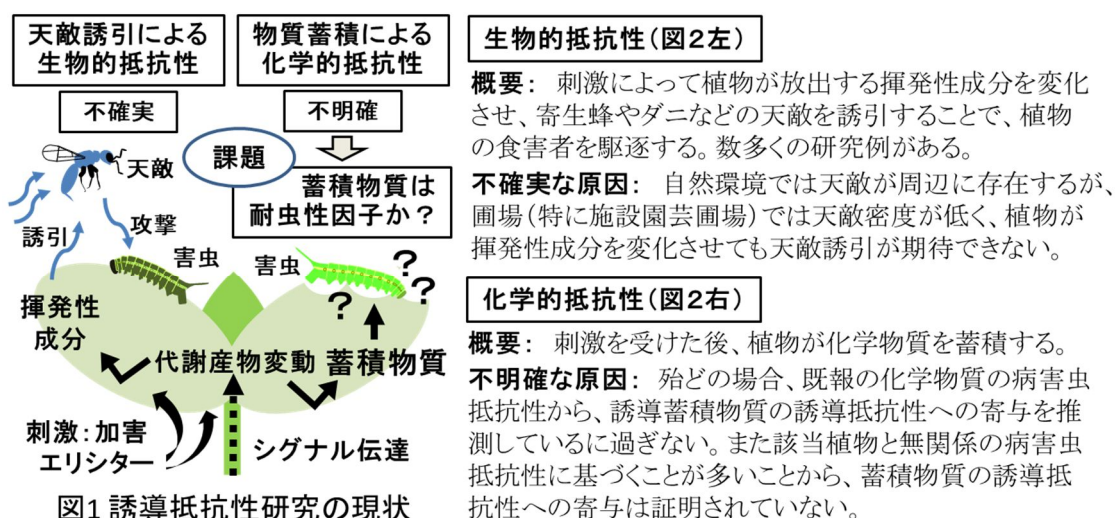 天敵誘引による
生物的抵抗性
物質蓄積による
化学的抵抗性
不確実
不明確
課題
天敵
蓄積物質は
耐虫性因子か？
誘引
攻撃
害虫
害虫
？
？
？
揮発性
成分
代謝産物変動
蓄積物質
刺激：加害
エリシター
シグナル伝達
図1 誘導抵抗性研究の現状
生物的抵抗性（図2左）
概要： 刺激によって植物が放出する揮発性成分を変化
させ、寄生蜂やダニなどの天敵を誘引することで、植物
の食害者を駆逐する。数多くの研究例がある。
不確実な原因： 自然環境では天敵が周辺に存在するが、
圃場（特に施設園芸圃場）では天敵密度が低く、植物が
揮発性成分を変化させても天敵誘引が期待できない。
化学的抵抗性（図2右）
概要： 刺激を受けた後、植物が化学物質を蓄積する。
不明確な原因： 殆どの場合、既報の化学物質の病害虫
抵抗性から、誘導蓄積物質の誘導抵抗性への寄与を推
測しているに過ぎない。また該当植物と無関係の病害虫
抵抗性に基づくことが多いことから、蓄積物質の誘導抵
抗性への寄与は証明されていない。